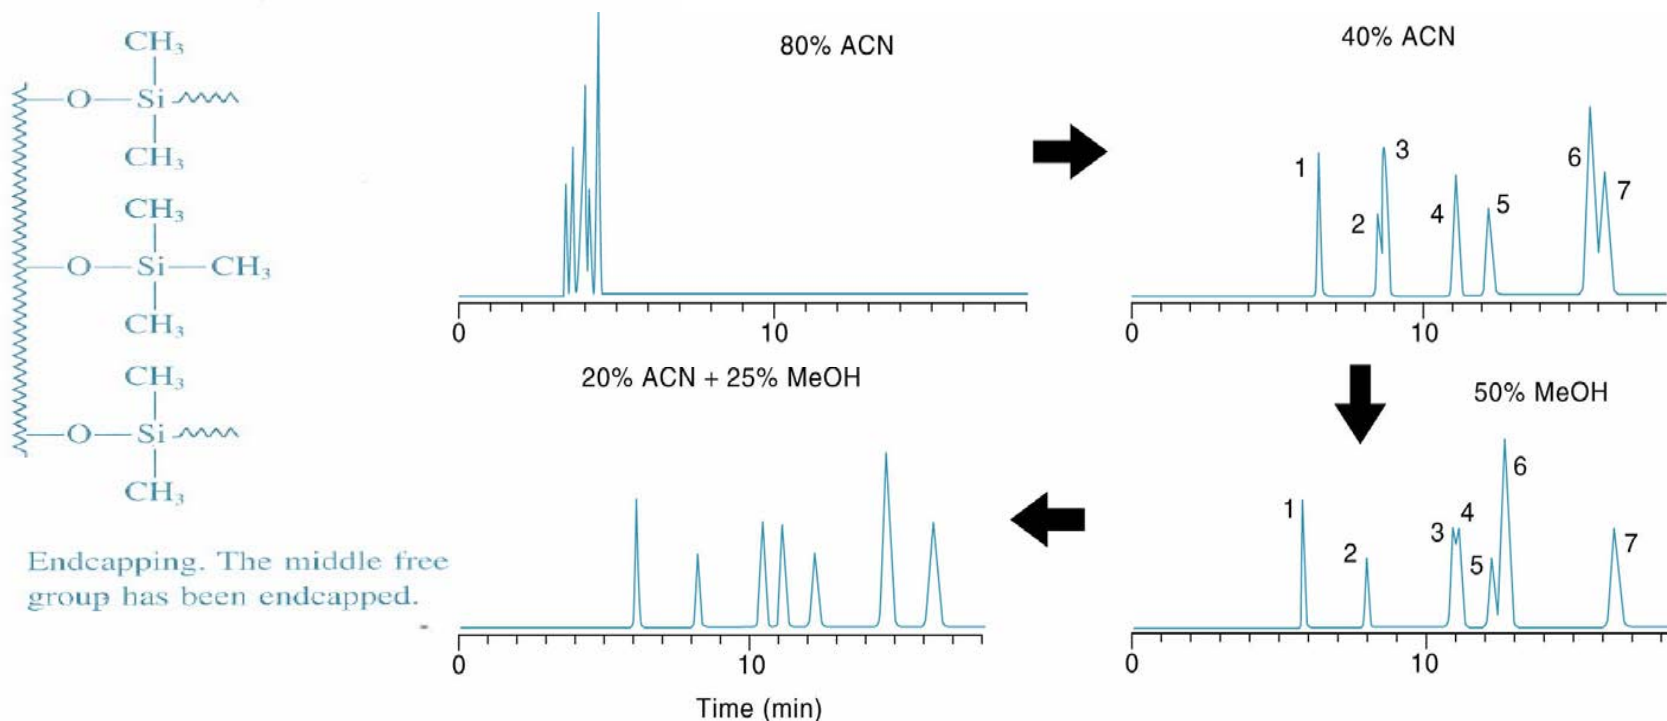 CH₃
O Si
CH₃
CH₃
O Si CH₃
CH₃
CH₃
O Si
CH₃
Endcapping. The middle free
group has been endcapped.
80% ACN
0 10
40% ACN
1 2 3 4 5 6 7
0 10
50% MeOH
1 2 3 4 5 6 7
0 10
20% ACN + 25% MeOH
0 10
Time (min)